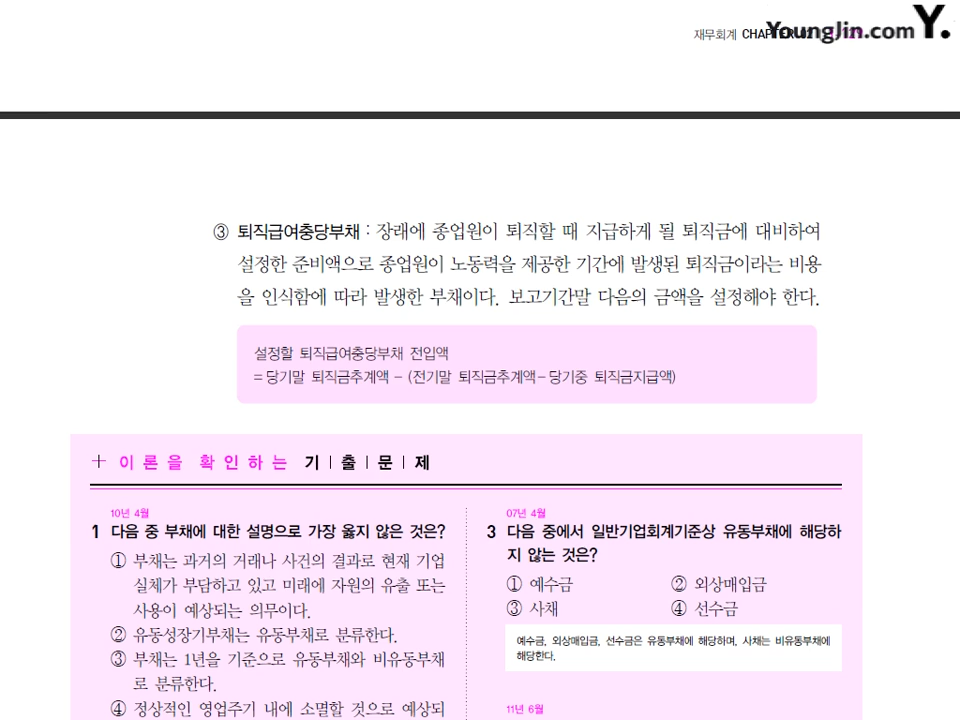 재무회계 CHAPTER 02
YoungJin.com Y.
③ 퇴직급여충당부채 : 장래에 종업원이 퇴직할 때 지급하게 될 퇴직금에 대비하여
설정한 준비액으로 종업원이 노동력을 제공한 기간에 발생된 퇴직금이라는 비용
을 인식함에 따라 발생한 부채이다. 보고기간말 다음의 금액을 설정해야 한다.
설정할 퇴직급여충당부채 전입액
= 당기말 퇴직금추계액 - (전기말 퇴직금추계액-당기중 퇴직금지급액)
+ 이론을 확인하는 기 | 출 | 문 | 제
10년 4월
1 다음 중 부채에 대한 설명으로 가장 옳지 않은 것은?
① 부채는 과거의 거래나 사건의 결과로 현재 기업
실체가 부담하고 있고 미래에 자원의 유출 또는
사용이 예상되는 의무이다.
② 유동성장기부채는 유동부채로 분류한다.
③ 부채는 1년을 기준으로 유동부채와 비유동부채
로 분류한다.
④ 정상적인 영업주기 내에 소멸할 것으로 예상되
07년 4월
3 다음 중에서 일반기업회계기준상 유동부채에 해당하
지 않는 것은?
① 예수금 ② 외상매입금
③ 사채 ④ 선수금
예수금, 외상매입금, 선수금은 유동부채에 해당하며, 사채는 비유동부채에
해당한다.
11년 6월